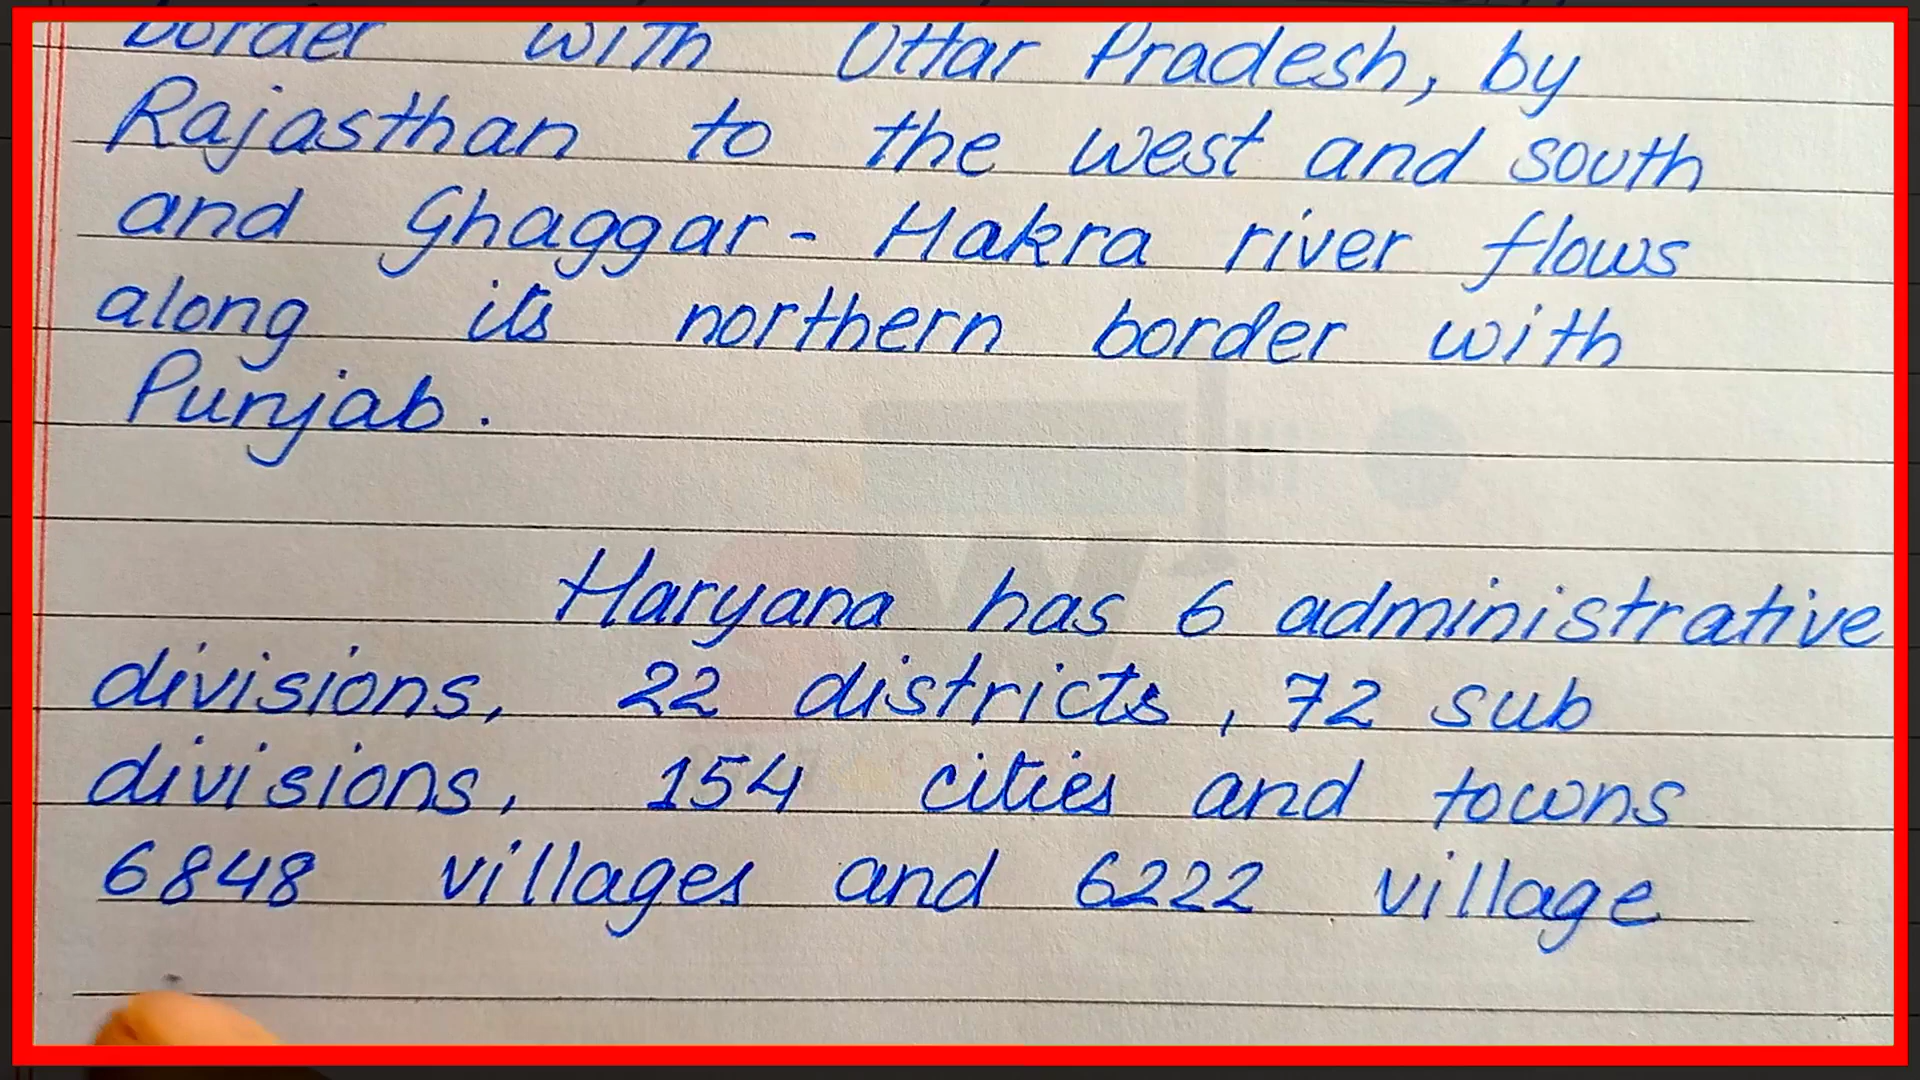 border with Uttar Pradesh, by
Rajasthan to the west and south
and Ghaggar - Hakra river flows
along its northern border with
Punjab.
Haryana has 6 administrative
divisions, 22 districts, 72 sub
divisions, 154 cities and towns
6848 villages and 6222 village